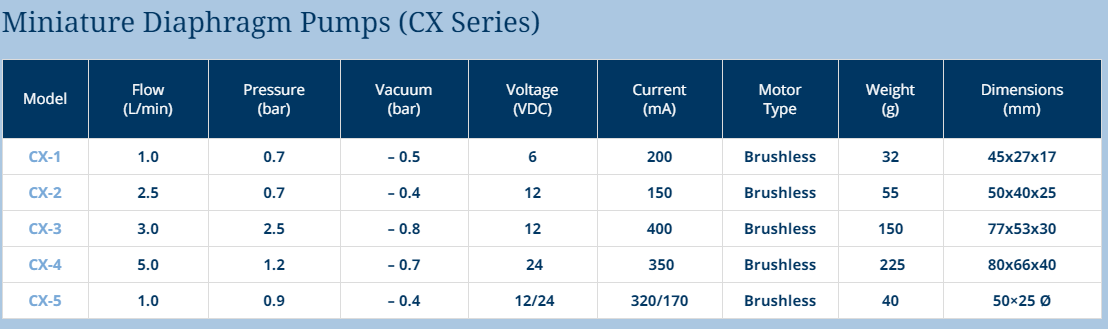 Miniature Diaphragm Pumps (CX Series)
Model Flow (L/min) Pressure (bar) Vacuum (bar) Voltage (VDC) Current (mA) Motor Type Weight (g) Dimensions (mm)
CX-1 1.0 0.7 – 0.5 6 200 Brushless 32 45x27x17
CX-2 2.5 0.7 – 0.4 12 150 Brushless 55 50x40x25
CX-3 3.0 2.5 – 0.8 12 400 Brushless 150 77x53x30
CX-4 5.0 1.2 – 0.7 24 350 Brushless 225 80x66x40
CX-5 1.0 0.9 – 0.4 12/24 320/170 Brushless 40 50×25 Ø